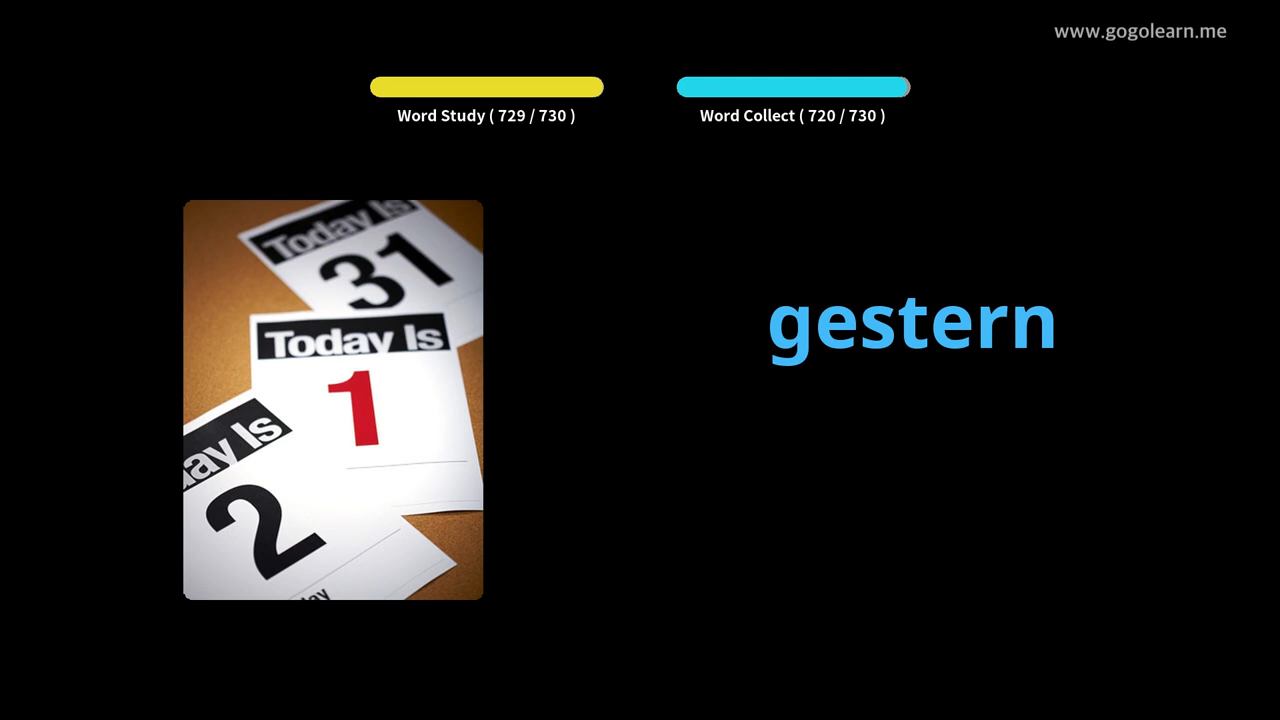 www.gogolearn.me
Word Study ( 729 / 730 )
Word Collect ( 720 / 730 )
Today Is
31
Today Is
1
ay Is
2
ay
gestern